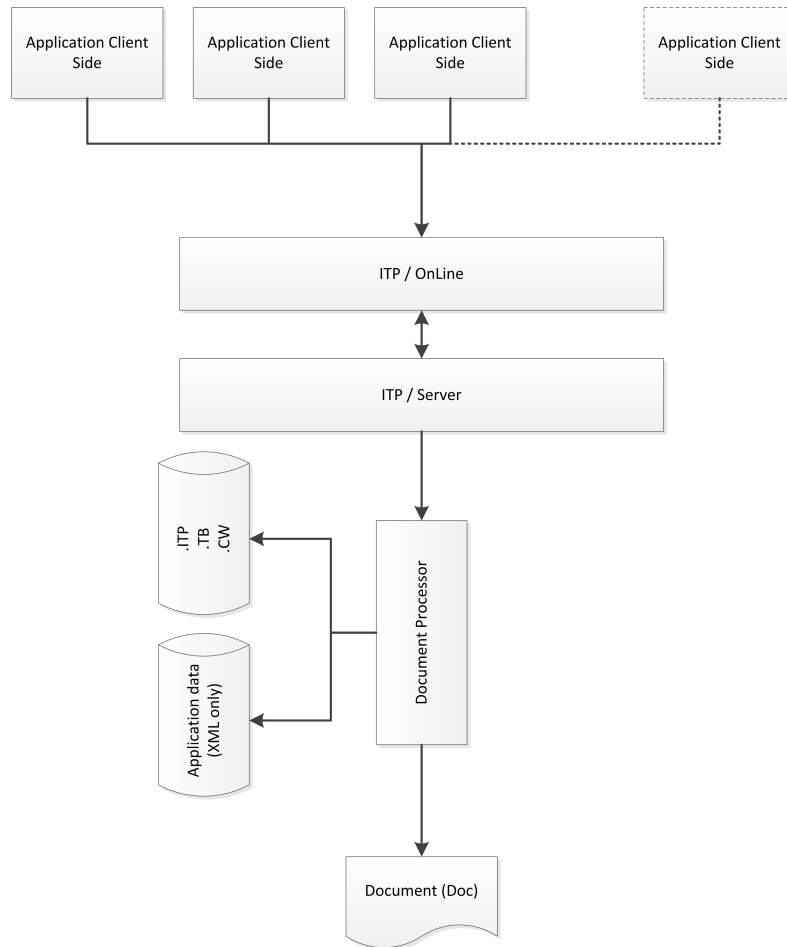 Application Client
Side
Application Client
Side
Application Client
Side
Application Client
Side
ITP / OnLine
ITP / Server
.ITP
.TB
.CW
Document Processor
Application data
(XML only)
Document (Doc)